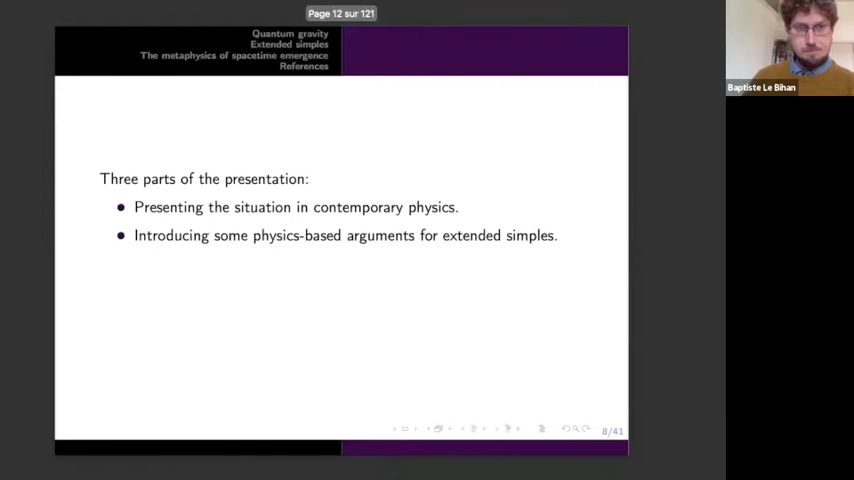 Page 12 sur 121
Quantum gravity
Extended simples
The metaphysics of spacetime emergence
References
Baptiste Le Bihan
Three parts of the presentation:
Presenting the situation in contemporary physics.
Introducing some physics-based arguments for extended simples.
8/41